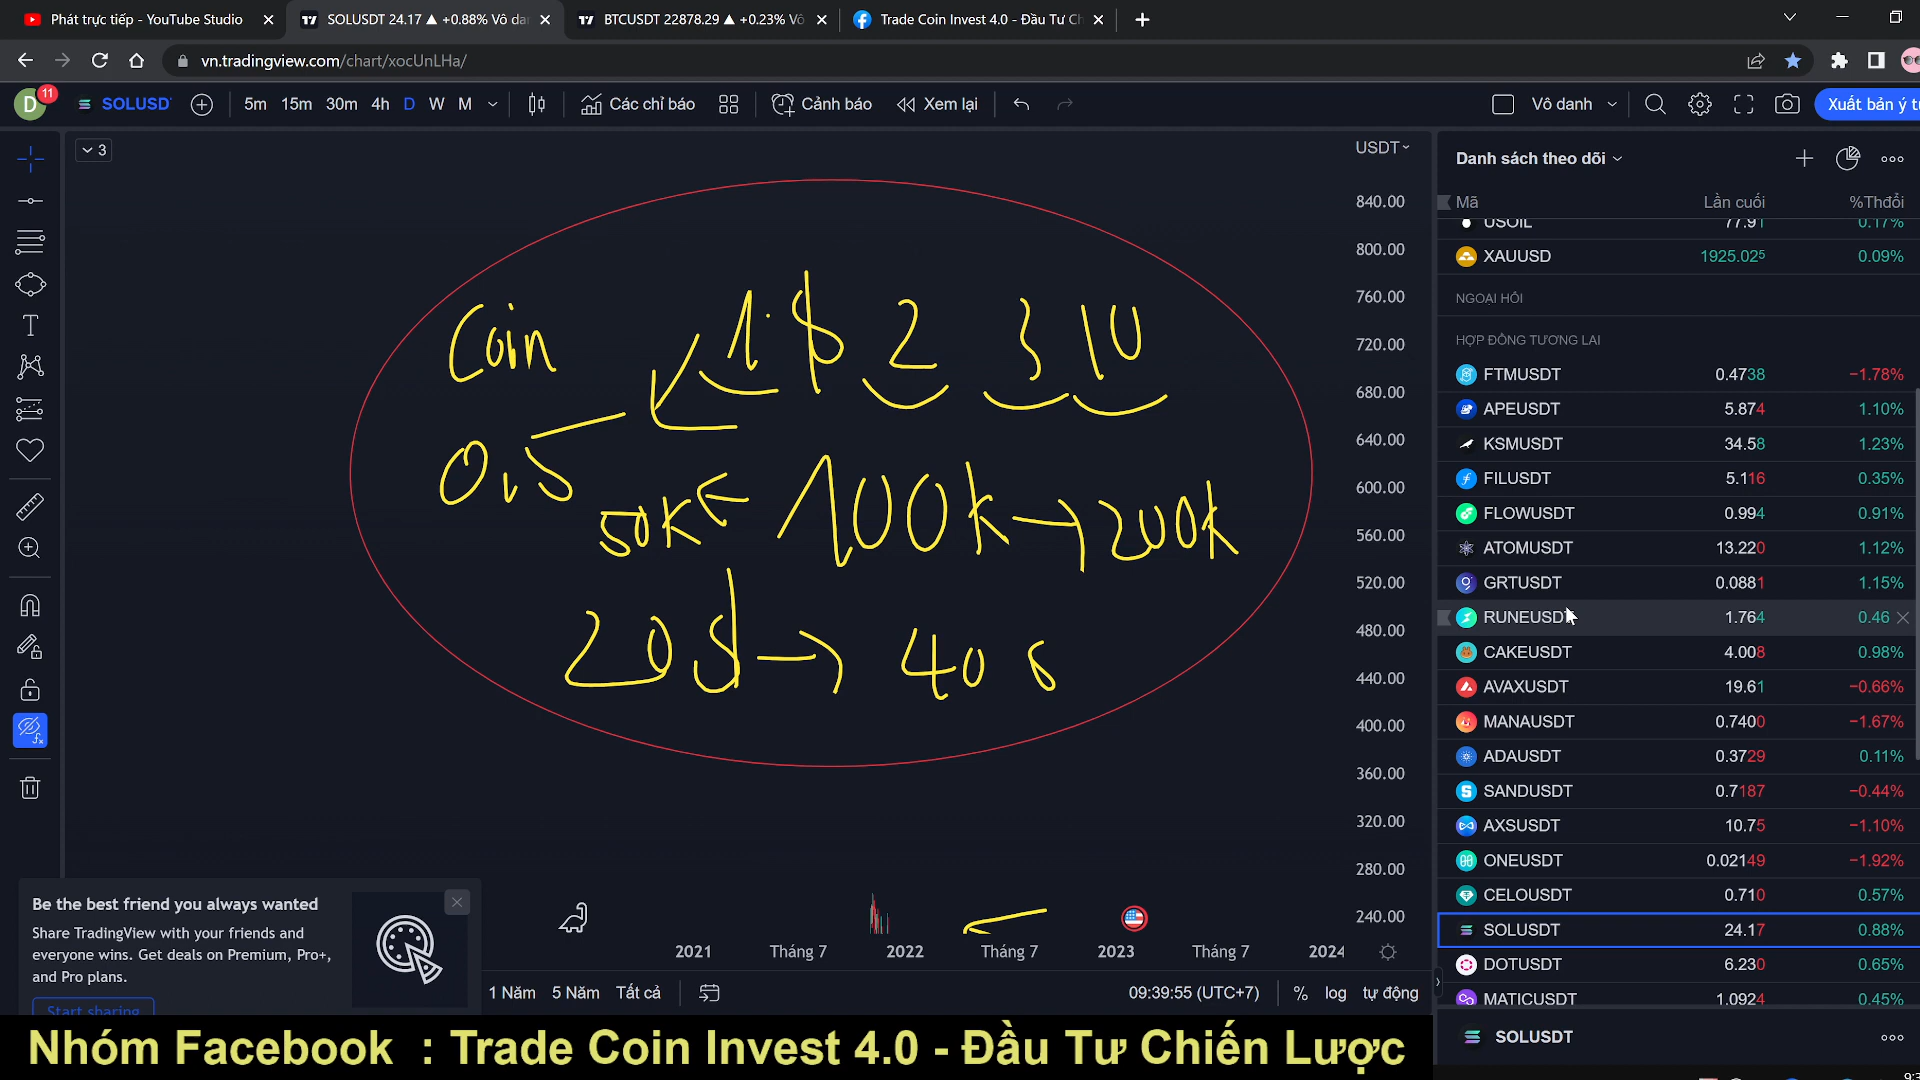 Phát trực tiếp - YouTube Studio
SOLUSDT 24.17 ▲ +0.88% Vô da
BTCUSDT 22878.29 ▲ +0.23% Vô
Trade Coin Invest 4.0 - Đầu Tư Ch
vn.tradingview.com/chart/xocUnLHa/
D 11 SOLUSD 5m 15m 30m 4h D W M Các chỉ báo Cảnh báo Xem lại Vô danh Xuất bản ý t
3
USDT
840.00
800.00
760.00
720.00
680.00
640.00
600.00
560.00
520.00
480.00
440.00
400.00
360.00
320.00
280.00
240.00
Coin 1$ 2 3 10
0,5
50K ← 100k → 200k
20$ → 40
2021 Tháng 7 2022 Tháng 7 2023 Tháng 7 2024
Be the best friend you always wanted
Share TradingView with your friends and
everyone wins. Get deals on Premium, Pro+,
and Pro plans.
Start sharing
1 Năm 5 Năm Tất cả 09:39:55 (UTC+7) % log tự động
Danh sách theo dõi
Mã Lần cuối %Thđổi
USOIL 77.91 0.17%
XAUUSD 1925.025 0.09%
NGOẠI HỐI
HỢP ĐỒNG TƯƠNG LAI
FTMUSDT 0.4738 −1.78%
APEUSDT 5.874 1.10%
KSMUSDT 34.58 1.23%
FILUSDT 5.116 0.35%
FLOWUSDT 0.994 0.91%
ATOMUSDT 13.220 1.12%
GRTUSDT 0.0881 1.15%
RUNEUSDT 1.764 0.46
CAKEUSDT 4.008 0.98%
AVAXUSDT 19.61 −0.66%
MANAUSDT 0.7400 −1.67%
ADAUSDT 0.3729 0.11%
SANDUSDT 0.7187 −0.44%
AXSUSDT 10.75 −1.10%
ONEUSDT 0.02149 −1.92%
CELOUSDT 0.710 0.57%
SOLUSDT 24.17 0.88%
DOTUSDT 6.230 0.65%
MATICUSDT 1.0924 0.45%
SOLUSDT
Nhóm Facebook : Trade Coin Invest 4.0 - Đầu Tư Chiến Lược